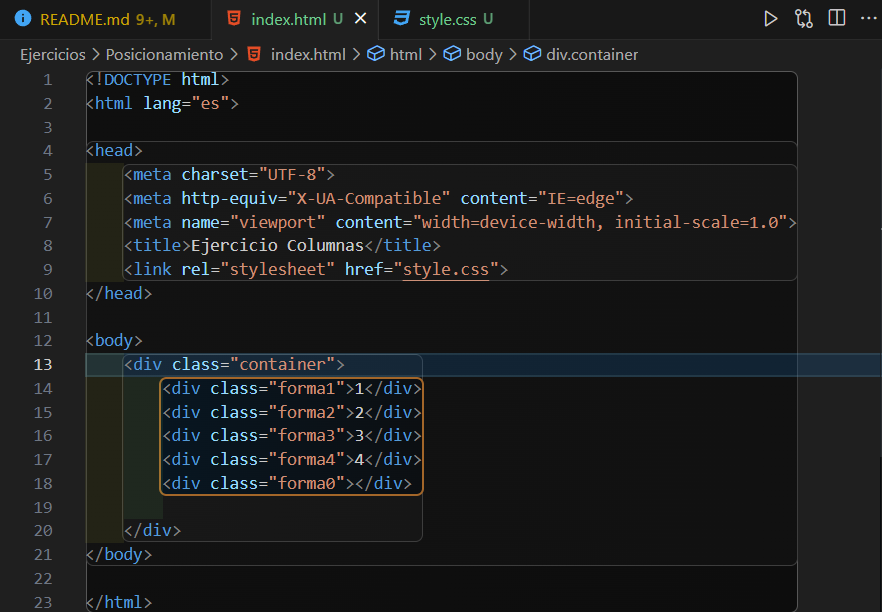 README.md 9+, M index.html U style.css U
Ejercicios > Posicionamiento > index.html > html > body > div.container
1 <!DOCTYPE html>
2 <html lang="es">
3
4 <head>
5 <meta charset="UTF-8">
6 <meta http-equiv="X-UA-Compatible" content="IE=edge">
7 <meta name="viewport" content="width=device-width, initial-scale=1.0">
8 <title>Ejercicio Columnas</title>
9 <link rel="stylesheet" href="style.css">
10 </head>
11
12 <body>
13 <div class="container">
14 <div class="forma1">1</div>
15 <div class="forma2">2</div>
16 <div class="forma3">3</div>
17 <div class="forma4">4</div>
18 <div class="forma0"></div>
19
20 </div>
21 </body>
22
23 </html>